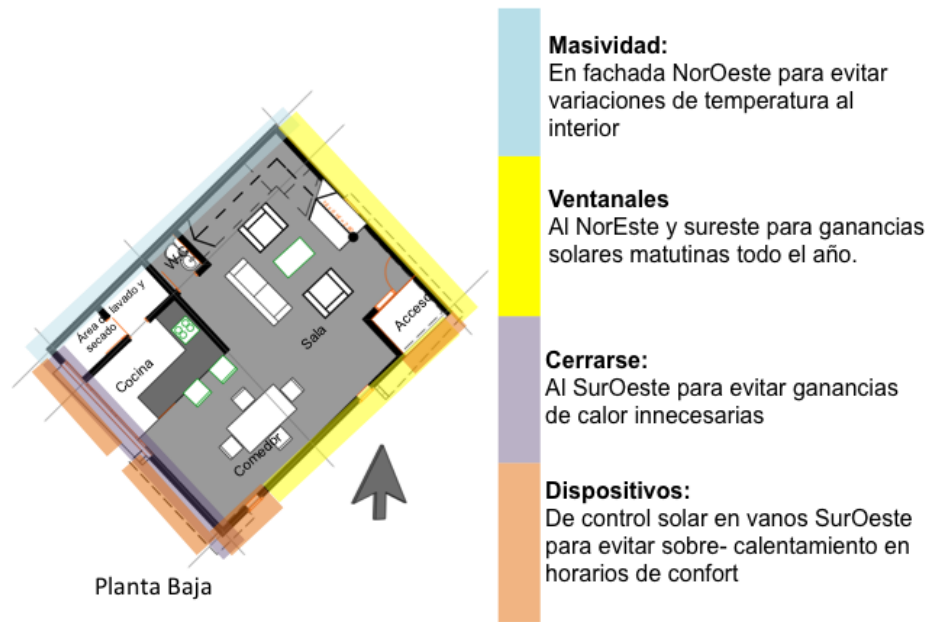 Masividad:
En fachada NorOeste para evitar
variaciones de temperatura al
interior
Ventanales
Al NorEste y sureste para ganancias
solares matutinas todo el año.
Cerrarse:
Al SurOeste para evitar ganancias
de calor innecesarias
Dispositivos:
De control solar en vanos SurOeste
para evitar sobre- calentamiento en
horarios de confort
Área de lavado y
secado
Cocina
Sala
Acceso
Comedor
Planta Baja